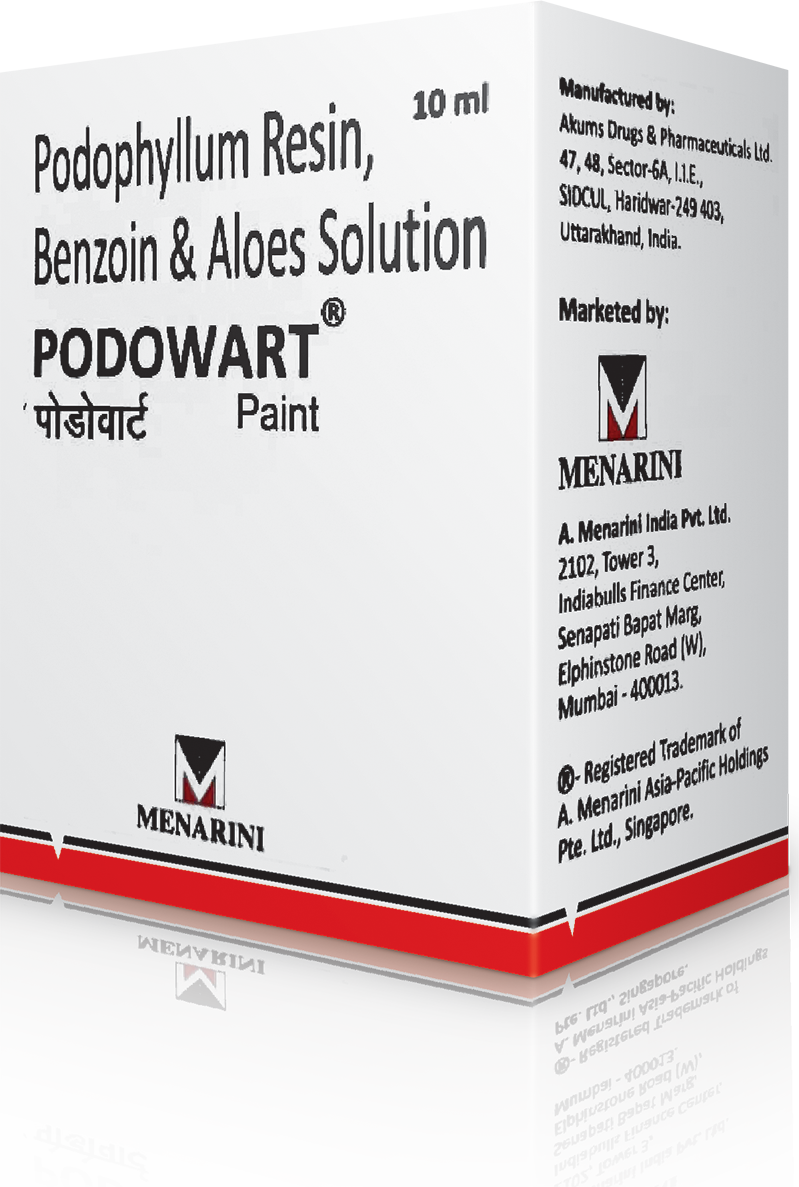 10 ml
Podophyllum Resin,
Benzoin & Aloes Solution
PODOWART®
पोडोवार्ट Paint
MENARINI
Manufactured by:
Akums Drugs & Pharmaceuticals Ltd.
47, 48, Sector-6A, I.I.E.,
SIDCUL, Haridwar-249 403,
Uttarakhand, India.
Marketed by:
MENARINI
A. Menarini India Pvt. Ltd.
2102, Tower 3,
Indiabulls Finance Center,
Senapati Bapat Marg,
Elphinstone Road (W),
Mumbai - 400013.
®- Registered Trademark of
A. Menarini Asia-Pacific Holdings
Pte. Ltd., Singapore.